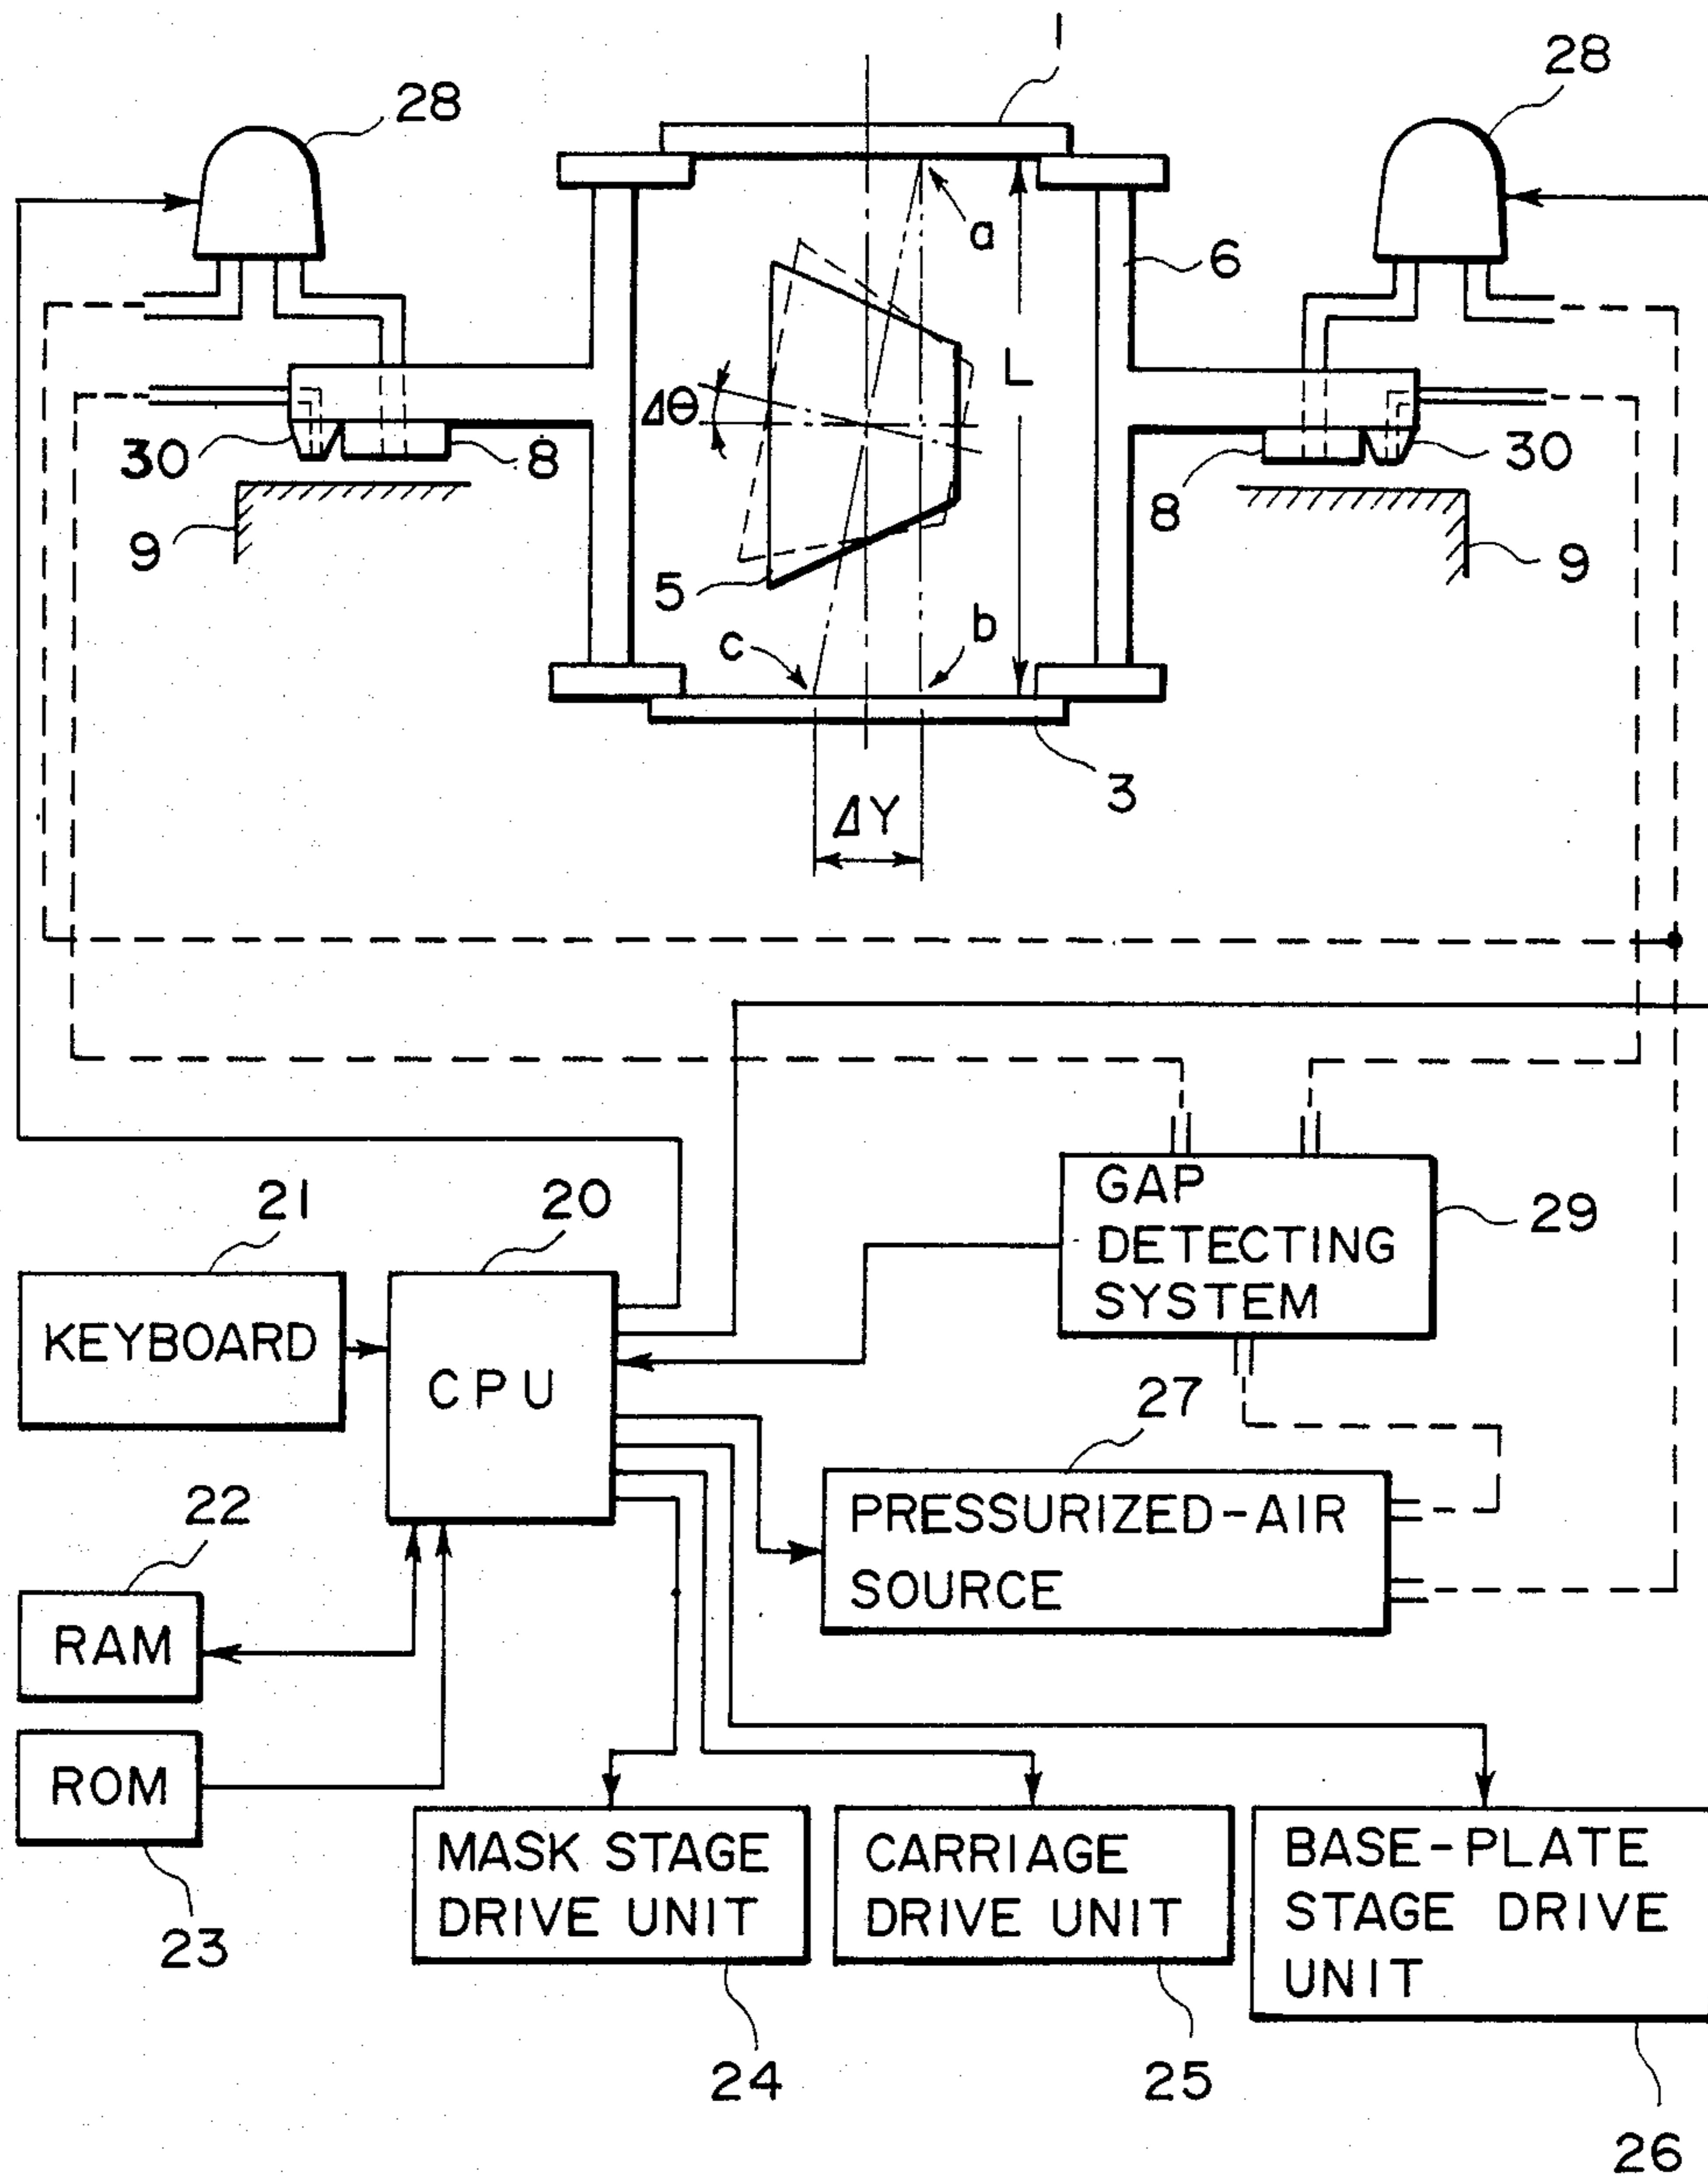 1
28
28
a
6
L
Δθ
30
8
8
30
9
9
5
c
b
3
ΔY
21
20
GAP
DETECTING
SYSTEM
29
KEYBOARD
CPU
27
22
PRESSURIZED-AIR
SOURCE
RAM
ROM
23
MASK STAGE
DRIVE UNIT
CARRIAGE
DRIVE UNIT
BASE-PLATE
STAGE DRIVE
UNIT
24
25
26